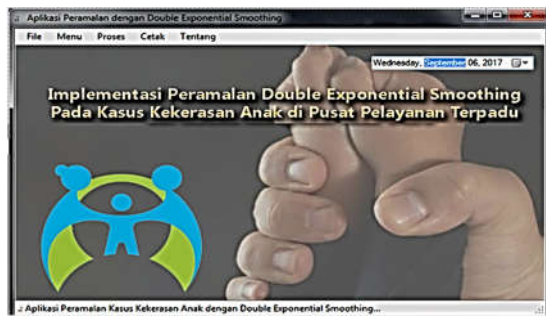 Aplikasi Peramalan dengan Double Exponential Smoothing
File Menu Proses Cetak Tentang
Wednesday, September 06, 2017
Implementasi Peramalan Double Exponential Smoothing
Pada Kasus Kekerasan Anak di Pusat Pelayanan Terpadu
Aplikasi Peramalan Kasus Kekerasan Anak dengan Double Exponential Smoothing...